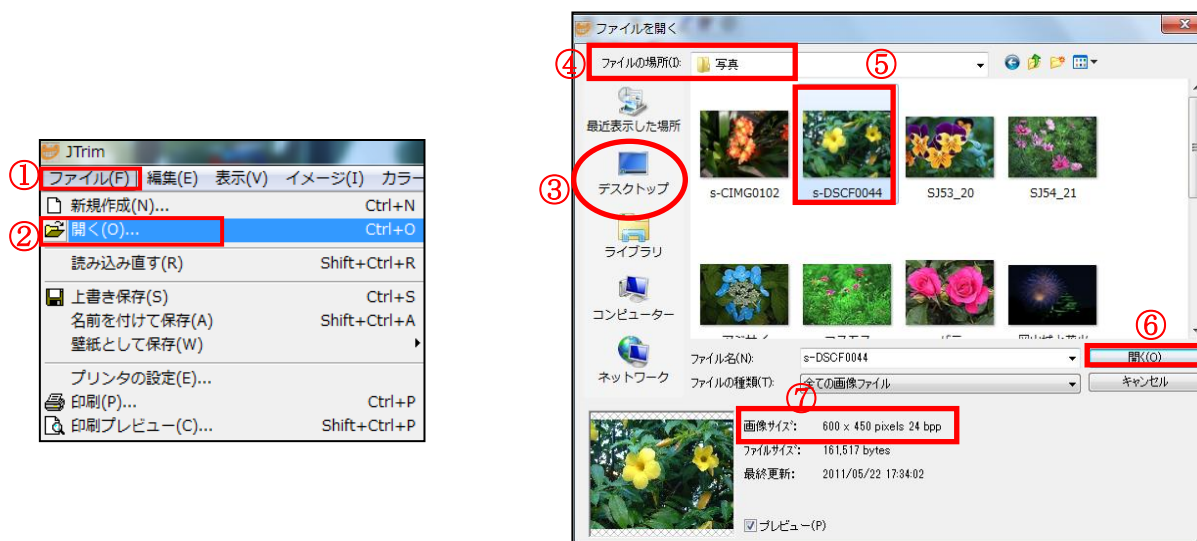 JTrim
① ファイル(F) 編集(E) 表示(V) イメージ(I) カラー
新規作成(N)... Ctrl+N
② 開く(O)... Ctrl+O
読み込み直す(R) Shift+Ctrl+R
上書き保存(S) Ctrl+S
名前を付けて保存(A) Shift+Ctrl+A
壁紙として保存(W)
プリンタの設定(E)...
印刷(P)... Ctrl+P
印刷プレビュー(C)... Shift+Ctrl+P
ファイルを開く
④ ファイルの場所(I): 写真 ⑤
最近表示した場所
③ デスクトップ
ライブラリ
コンピューター
ネットワーク
s-CIMG0102 s-DSCF0044 SJ53_20 SJ54_21
⑥
ファイル名(N): s-DSCF0044 開く(O)
ファイルの種類(T): 全ての画像ファイル キャンセル
⑦
画像サイズ: 600 x 450 pixels 24 bpp
ファイルサイズ: 161,517 bytes
最終更新: 2011/05/22 17:34:02
プレビュー(P)